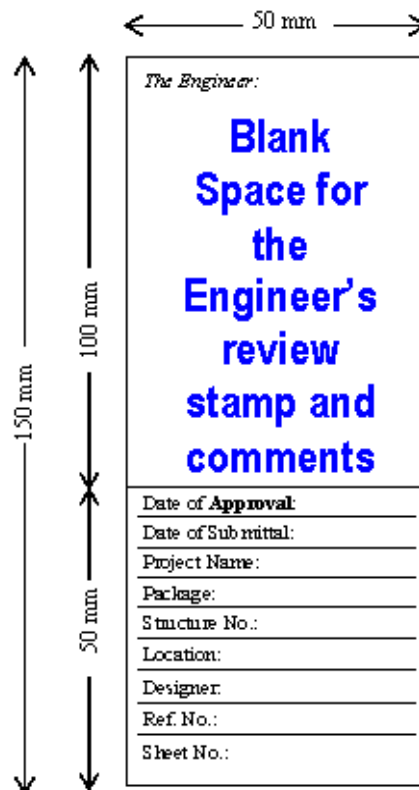 50 mm
The Engineer:
Blank
Space for
the
Engineer's
review
stamp and
comments
100 mm
150 mm
50 mm
Date of Approval:
Date of Submittal:
Project Name:
Package:
Structure No.:
Location:
Designer:
Ref. No.:
Sheet No.: